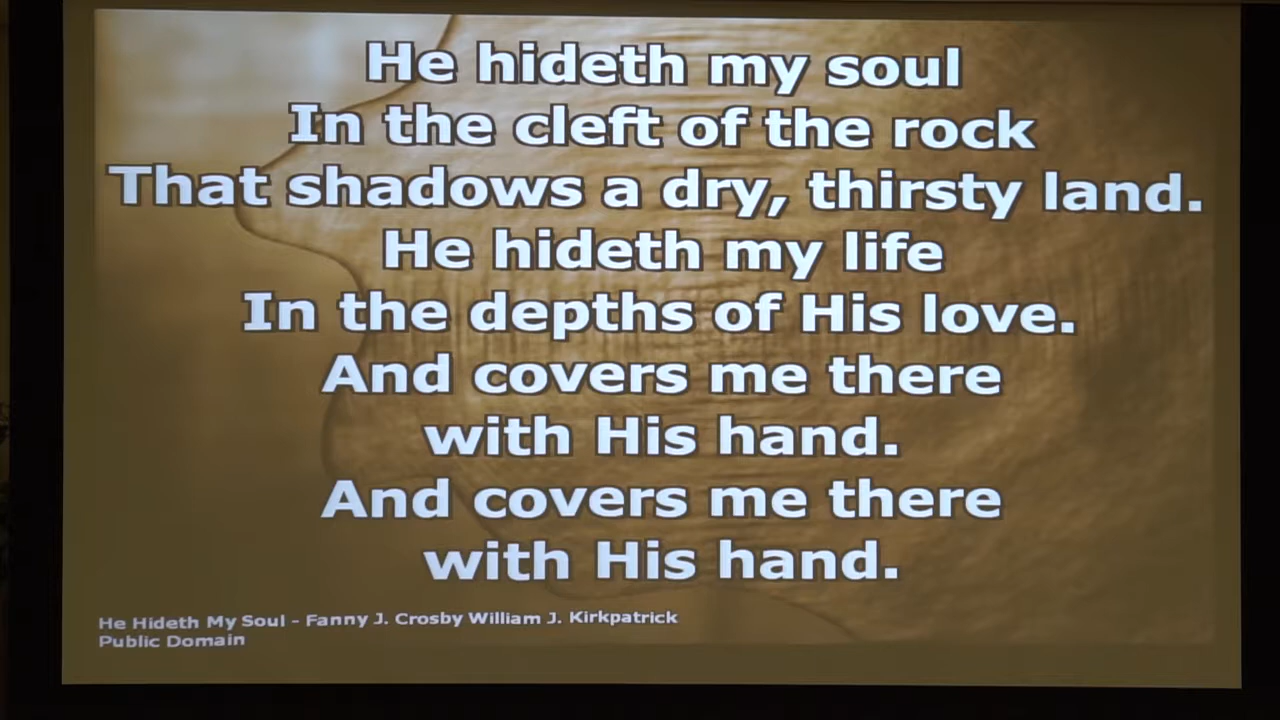 He hideth my soul
In the cleft of the rock
That shadows a dry, thirsty land.
He hideth my life
In the depths of His love.
And covers me there
with His hand.
And covers me there
with His hand.
He Hideth My Soul - Fanny J. Crosby William J. Kirkpatrick
Public Domain